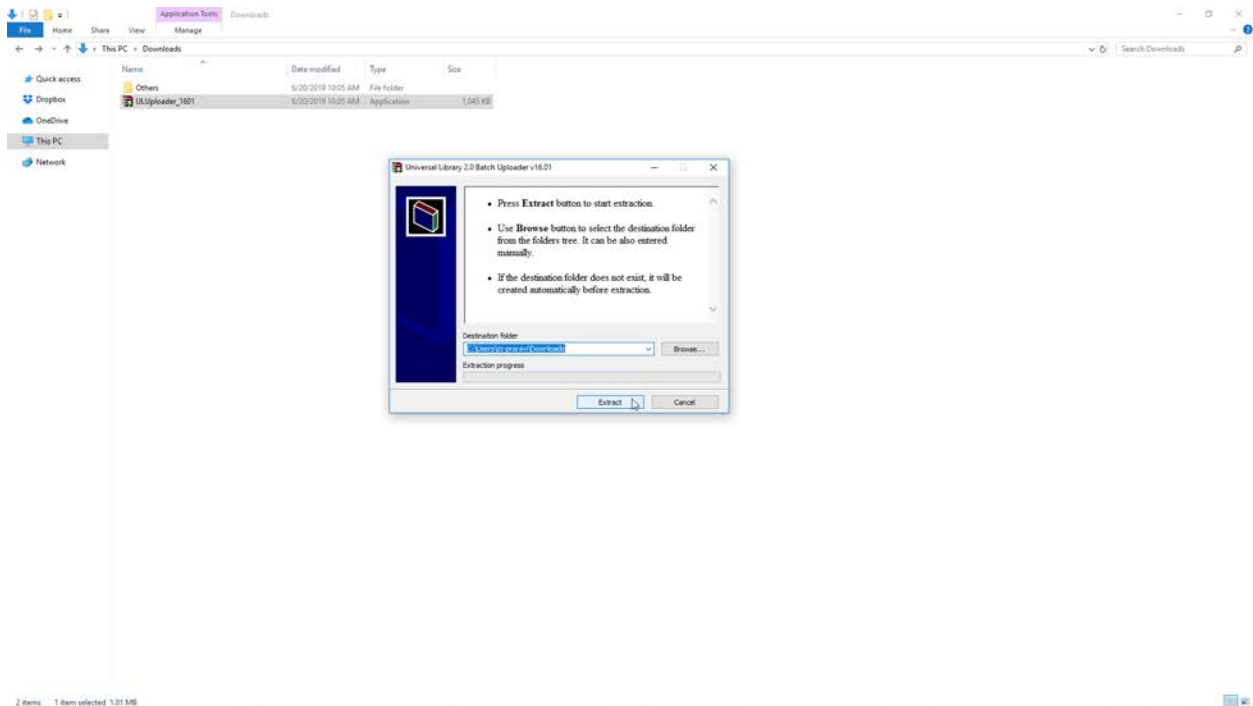 Application Tools Downloads
File Home Share View Manage
This PC › Downloads
Search Downloads
Name Date modified Type Size
Quick access
Dropbox
OneDrive
This PC
Network
Others 6/20/2019 10:05 AM File folder
ULUploader_1601 6/20/2019 10:05 AM Application 1,045 KB
Universal Library 2.0 Batch Uploader v16.01
• Press Extract button to start extraction.
• Use Browse button to select the destination folder
from the folders tree. It can be also entered
manually.
• If the destination folder does not exist, it will be
created automatically before extraction.
Destination folder
Browse...
Extraction progress
Extract Cancel
2 items 1 item selected 1.01 MB